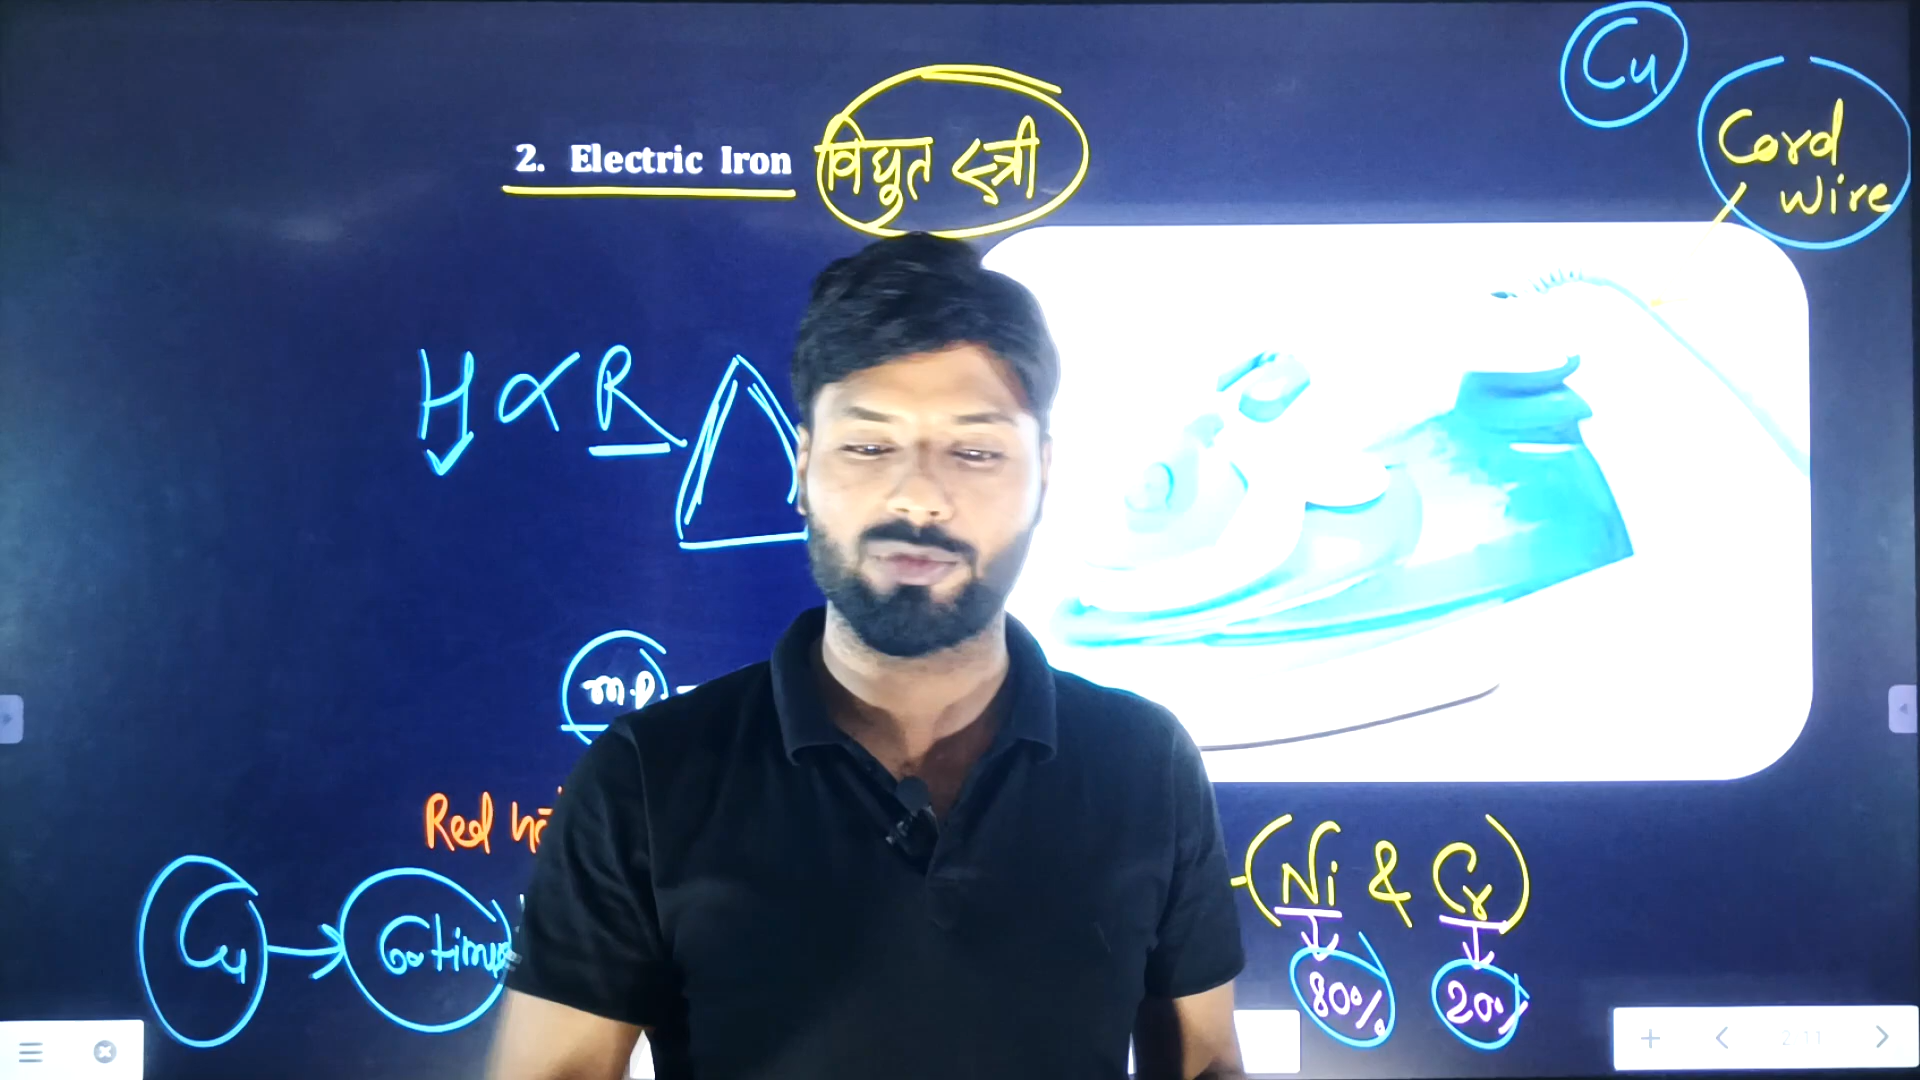 Cu
Cord
wire
2. Electric Iron विद्युत स्त्री
H ∝ R
m.p.
Red
(Ni & Cr)
80% 20%
Cu → 60 times